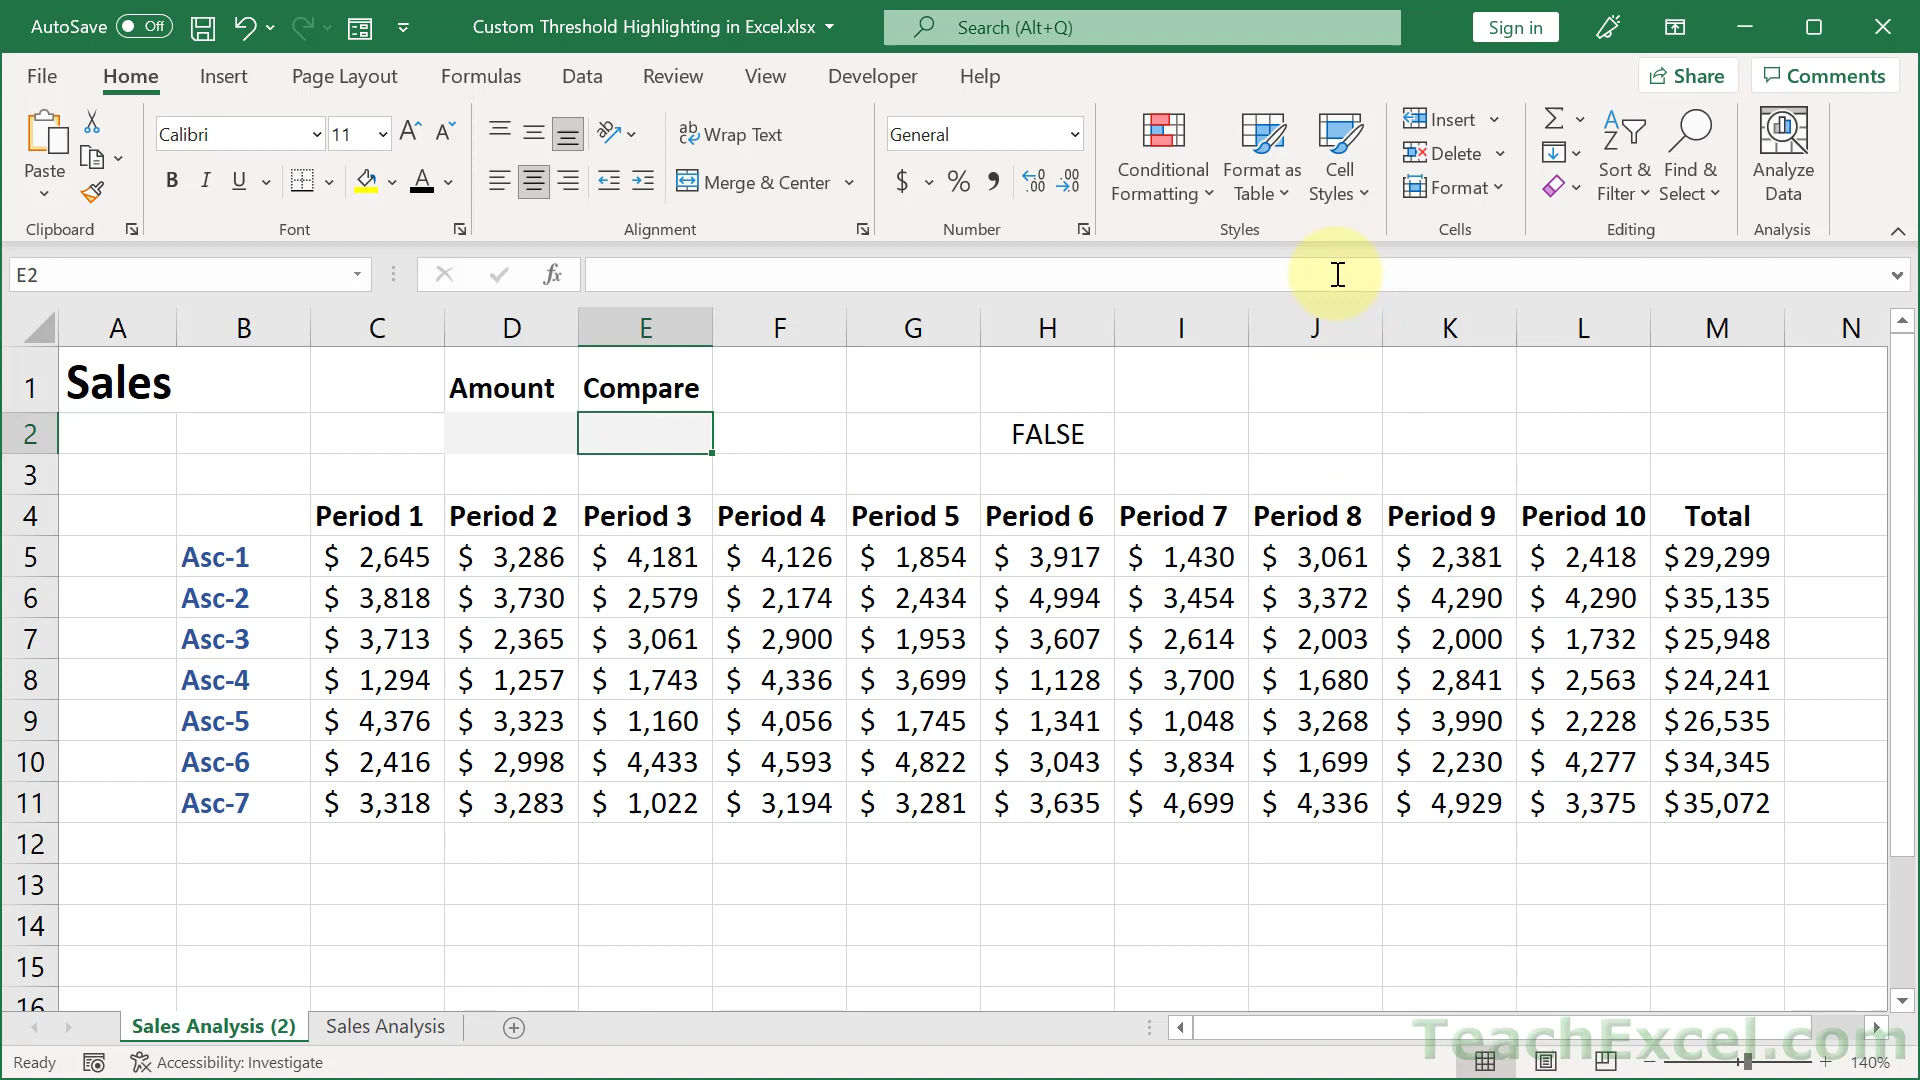 AutoSave Off Custom Threshold Highlighting in Excel.xlsx Search (Alt+Q) Sign in
File Home Insert Page Layout Formulas Data Review View Developer Help Share Comments
Paste Calibri 11 A A ab Wrap Text General Conditional Formatting Format as Table Cell Styles Insert Delete Format Sort & Filter Find & Select Analyze Data
B I U A Merge & Center $ % 9 .00
Clipboard Font Alignment Number Styles Cells Editing Analysis
E2 fx
A B C D E F G H I J K L M N
1 Sales Amount Compare
2 FALSE
3
4 Period 1 Period 2 Period 3 Period 4 Period 5 Period 6 Period 7 Period 8 Period 9 Period 10 Total
5 Asc-1 $ 2,645 $ 3,286 $ 4,181 $ 4,126 $ 1,854 $ 3,917 $ 1,430 $ 3,061 $ 2,381 $ 2,418 $29,299
6 Asc-2 $ 3,818 $ 3,730 $ 2,579 $ 2,174 $ 2,434 $ 4,994 $ 3,454 $ 3,372 $ 4,290 $ 4,290 $35,135
7 Asc-3 $ 3,713 $ 2,365 $ 3,061 $ 2,900 $ 1,953 $ 3,607 $ 2,614 $ 2,003 $ 2,000 $ 1,732 $25,948
8 Asc-4 $ 1,294 $ 1,257 $ 1,743 $ 4,336 $ 3,699 $ 1,128 $ 3,700 $ 1,680 $ 2,841 $ 2,563 $24,241
9 Asc-5 $ 4,376 $ 3,323 $ 1,160 $ 4,056 $ 1,745 $ 1,341 $ 1,048 $ 3,268 $ 3,990 $ 2,228 $26,535
10 Asc-6 $ 2,416 $ 2,998 $ 4,433 $ 4,593 $ 4,822 $ 3,043 $ 3,834 $ 1,699 $ 2,230 $ 4,277 $34,345
11 Asc-7 $ 3,318 $ 3,283 $ 1,022 $ 3,194 $ 3,281 $ 3,635 $ 4,699 $ 4,336 $ 4,929 $ 3,375 $35,072
12
13
14
15
16
Sales Analysis (2) Sales Analysis
TeachExcel.com
Ready Accessibility: Investigate 140%